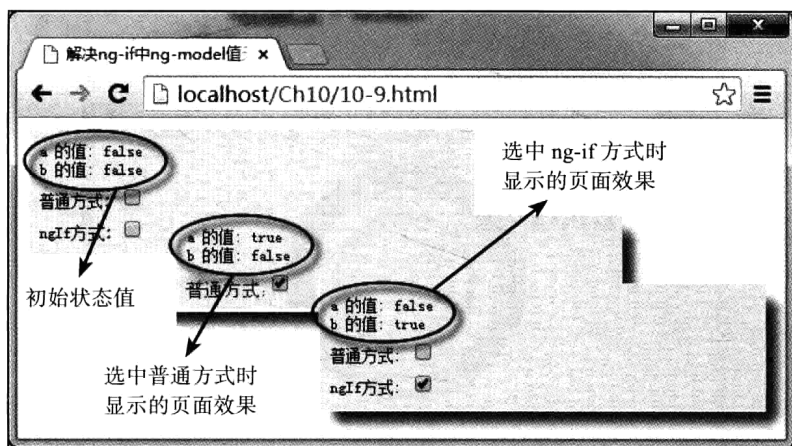 解决ng-if中ng-model值
localhost/Ch10/10-9.html
a 的值: false
b 的值: false
普通方式:
ngIf方式:
初始状态值
a 的值: true
b 的值: false
普通方式:
选中普通方式时
显示的页面效果
选中 ng-if 方式时
显示的页面效果
a 的值: false
b 的值: true
普通方式:
ngIf方式: